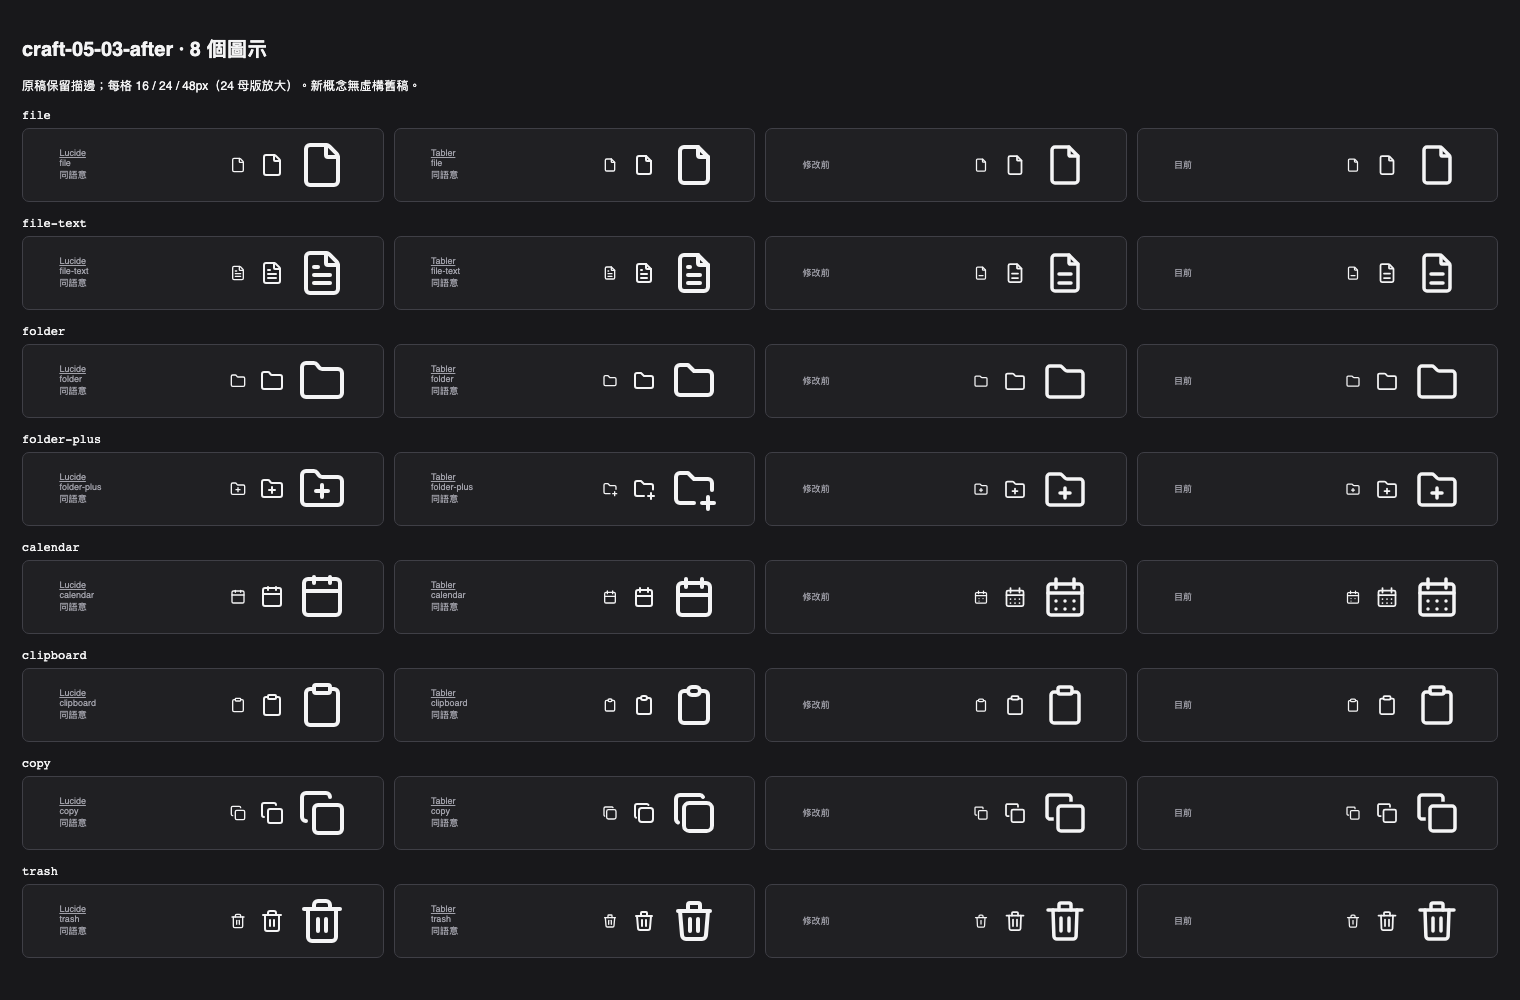 craft-05-03-after · 8 個圖示
原稿保留描邊；每格 16 / 24 / 48px（24 母版放大）。新概念無虛構舊稿。
file
Lucide
file
同語意
Tabler
file
同語意
修改前
目前
file-text
Lucide
file-text
同語意
Tabler
file-text
同語意
修改前
目前
folder
Lucide
folder
同語意
Tabler
folder
同語意
修改前
目前
folder-plus
Lucide
folder-plus
同語意
Tabler
folder-plus
同語意
修改前
目前
calendar
Lucide
calendar
同語意
Tabler
calendar
同語意
修改前
目前
clipboard
Lucide
clipboard
同語意
Tabler
clipboard
同語意
修改前
目前
copy
Lucide
copy
同語意
Tabler
copy
同語意
修改前
目前
trash
Lucide
trash
同語意
Tabler
trash
同語意
修改前
目前